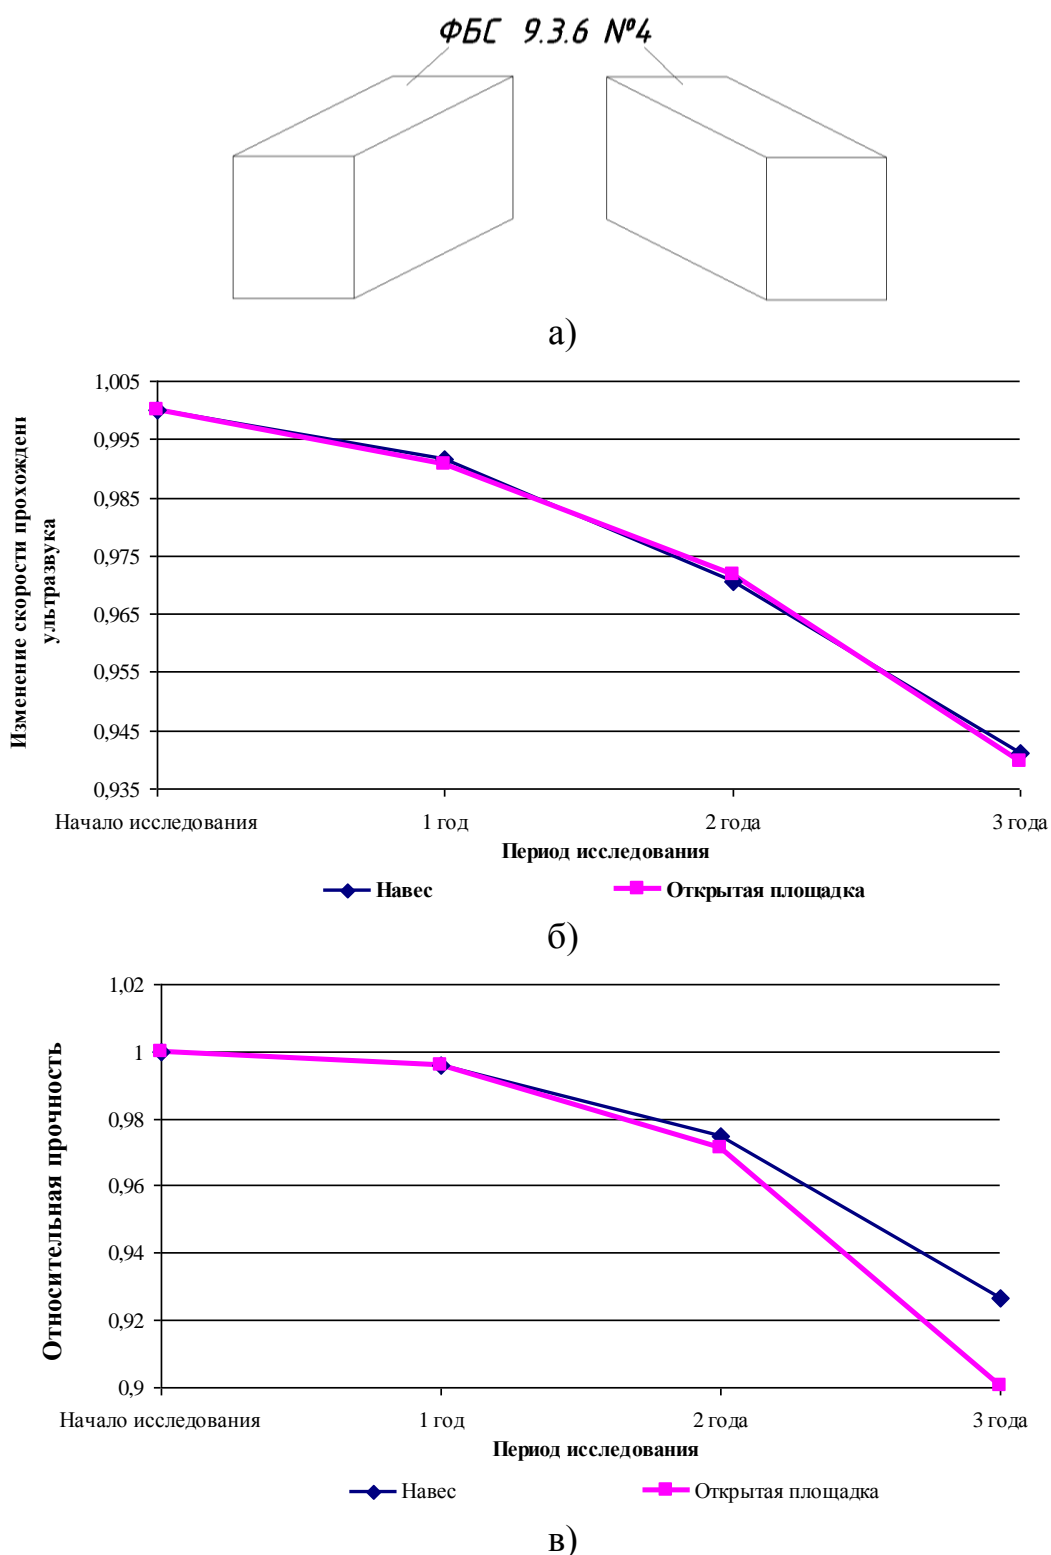 ФБС 9.3.6 №4
а)
Изменение скорости прохожден
ультразвука
1,005
0,995
0,985
0,975
0,965
0,955
0,945
0,935
Начало исследования 1 год 2 года 3 года
Период исследования
Навес Открытая площадка
б)
Относительная прочность
1,02
1
0,98
0,96
0,94
0,92
0,9
Начало исследования 1 год 2 года 3 года
Период исследования
Навес Открытая площадка
в)